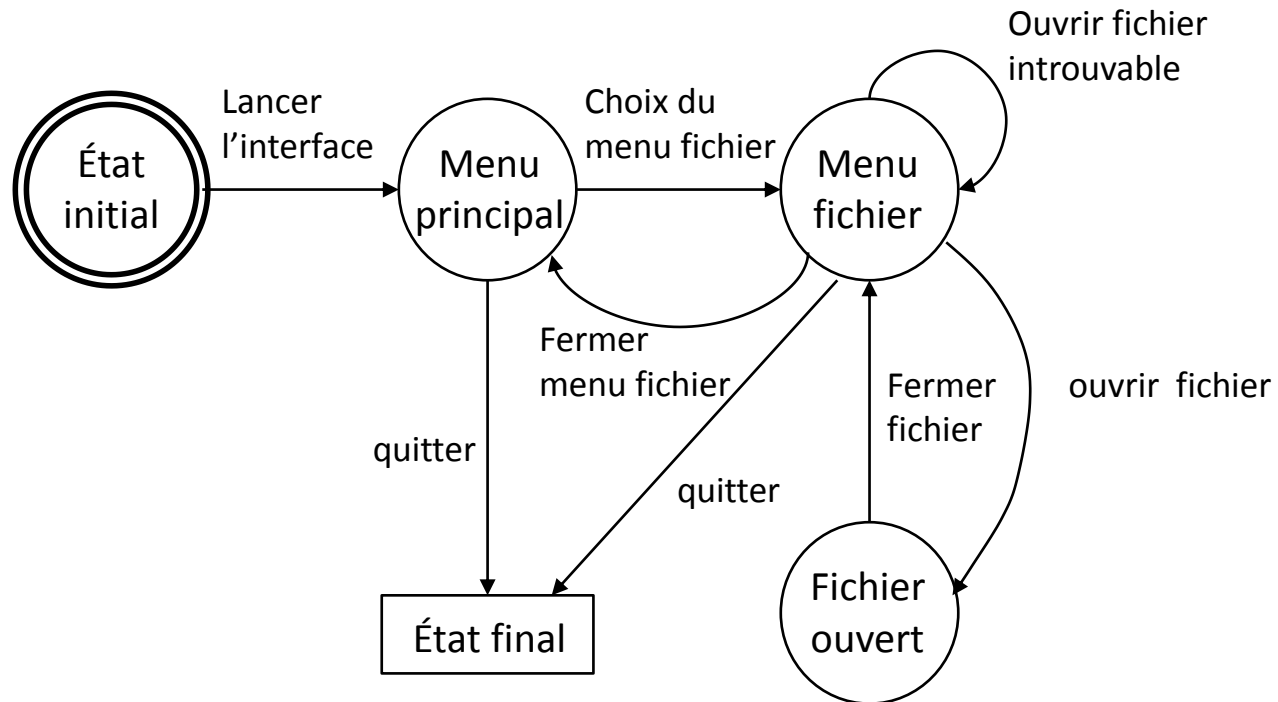 Ouvrir fichier
introuvable
Lancer
l’interface
Choix du
menu fichier
État
initial
Menu
principal
Menu
fichier
Fermer
menu fichier
Fermer
fichier
ouvrir fichier
quitter
quitter
État final
Fichier
ouvert